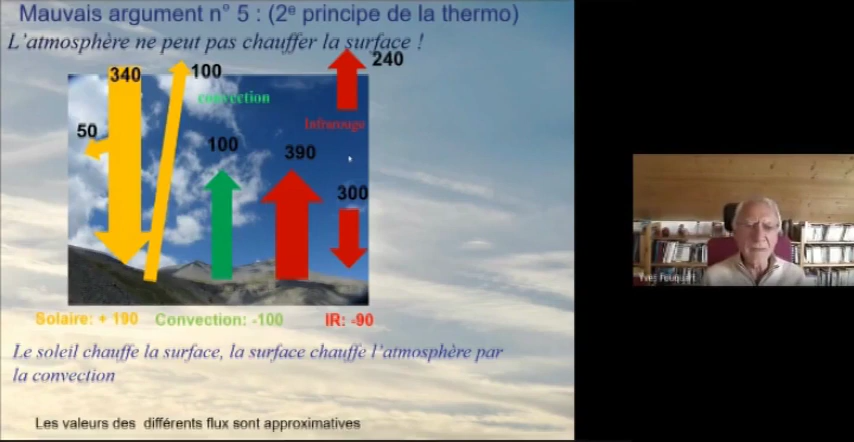 Mauvais argument n° 5 : (2e principe de la thermo)
L'atmosphère ne peut pas chauffer la surface !
340
100
240
convection
Infrarouge
50
100
390
300
Solaire: + 190 Convection: -100 IR: -90
Le soleil chauffe la surface, la surface chauffe l'atmosphère par
la convection
Les valeurs des différents flux sont approximatives
Yves Fouquart